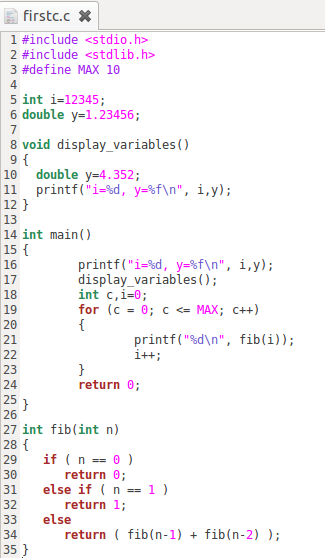 firstc.c
1 #include <stdio.h>
2 #include <stdlib.h>
3 #define MAX 10
4
5 int i=12345;
6 double y=1.23456;
7
8 void display_variables()
9 {
10   double y=4.352;
11   printf("i=%d, y=%f\n", i,y);
12 }
13
14 int main()
15 {
16         printf("i=%d, y=%f\n", i,y);
17         display_variables();
18         int c,i=0;
19         for (c = 0; c <= MAX; c++)
20         {
21                 printf("%d\n", fib(i));
22                 i++;
23         }
24         return 0;
25 }
26
27 int fib(int n)
28 {
29    if ( n == 0 )
30       return 0;
31    else if ( n == 1 )
32       return 1;
33    else
34       return ( fib(n-1) + fib(n-2) );
35 }